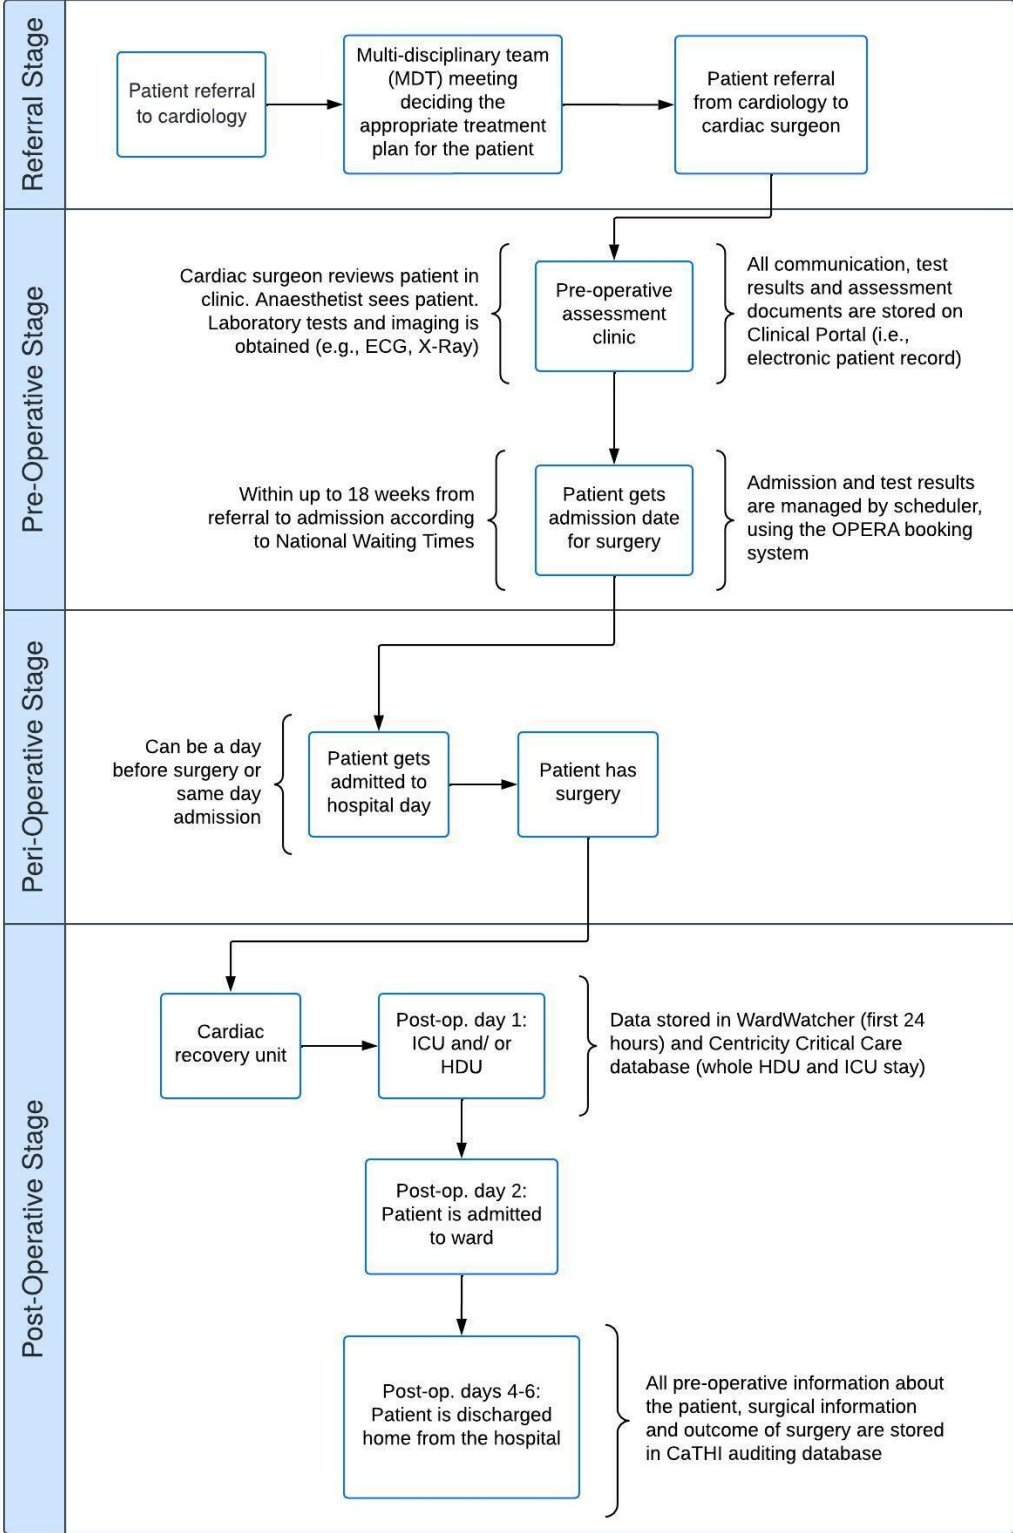 Referral Stage
Patient referral
to cardiology
Multi-disciplinary team
(MDT) meeting
deciding the
appropriate treatment
plan for the patient
Patient referral
from cardiology to
cardiac surgeon
Pre-Operative Stage
Cardiac surgeon reviews patient in
clinic. Anaesthetist sees patient.
Laboratory tests and imaging is
obtained (e.g., ECG, X-Ray)
Pre-operative
assessment
clinic
All communication, test
results and assessment
documents are stored on
Clinical Portal (i.e.,
electronic patient record)
Within up to 18 weeks from
referral to admission according
to National Waiting Times
Patient gets
admission date
for surgery
Admission and test results
are managed by scheduler,
using the OPERA booking
system
Peri-Operative Stage
Can be a day
before surgery or
same day
admission
Patient gets
admitted to
hospital day
Patient has
surgery
Post-Operative Stage
Cardiac
recovery unit
Post-op. day 1:
ICU and/ or
HDU
Data stored in WardWatcher (first 24
hours) and Centricity Critical Care
database (whole HDU and ICU stay)
Post-op. day 2:
Patient is admitted
to ward
Post-op. days 4-6:
Patient is discharged
home from the hospital
All pre-operative information about
the patient, surgical information
and outcome of surgery are stored
in CaTHI auditing database